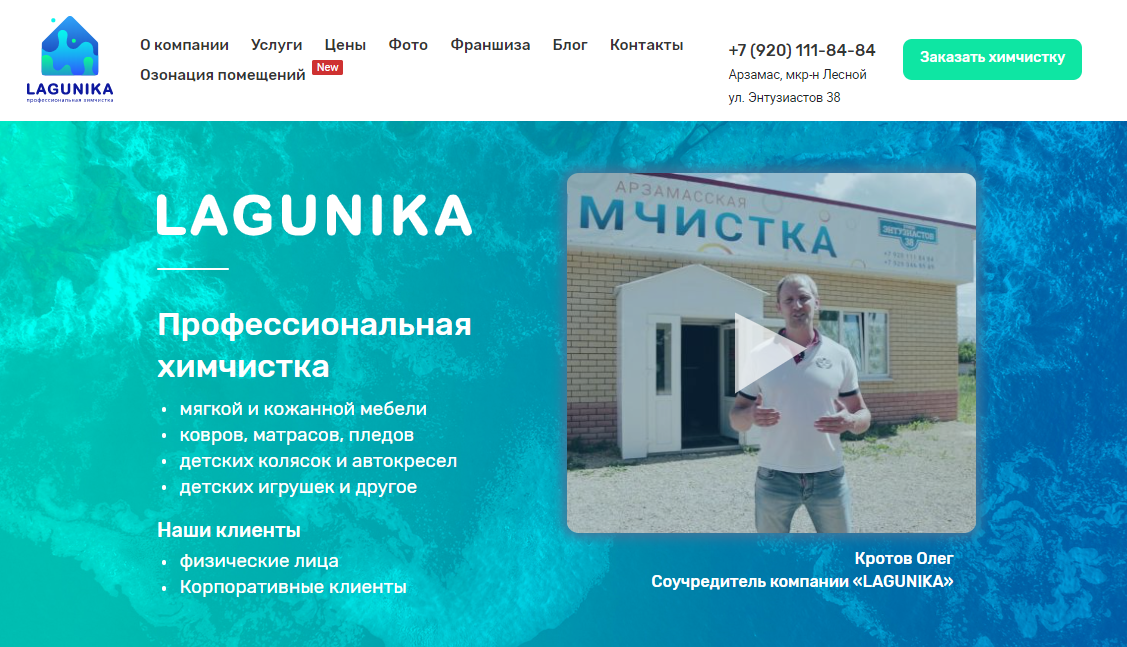 LAGUNIKA
профессиональная химчистка
О компании Услуги Цены Фото Франшиза Блог Контакты
Озонация помещений New
+7 (920) 111-84-84
Арзамас, мкр-н Лесной
ул. Энтузиастов 38
Заказать химчистку
LAGUNIKA
Профессиональная
химчистка
• мягкой и кожанной мебели
• ковров, матрасов, пледов
• детских колясок и автокресел
• детских игрушек и другое
Наши клиенты
• физические лица
• Корпоративные клиенты
АРЗАМАССКАЯ
МЧИСТКА
ЭНТУЗИАСТОВ
38
Кротов Олег
Соучредитель компании «LAGUNIKA»